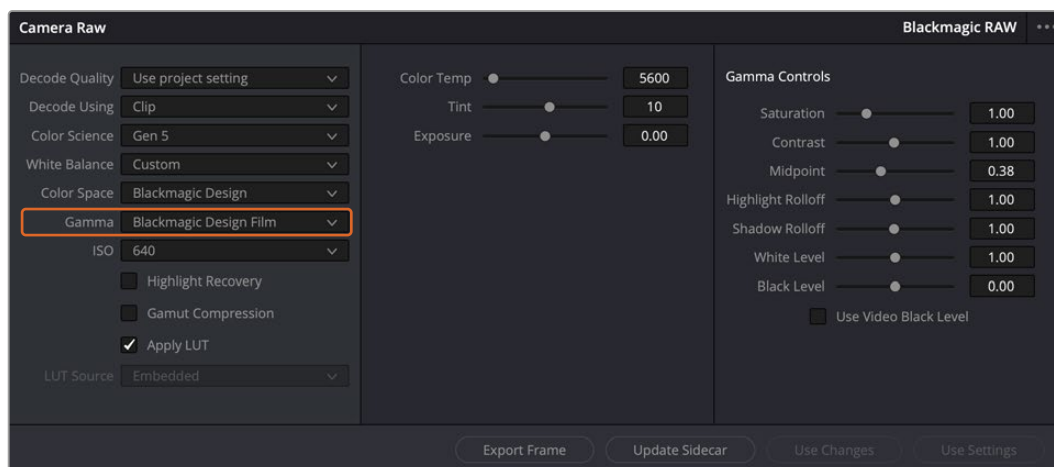 Camera Raw
Blackmagic RAW
Decode Quality Use project setting
Decode Using Clip
Color Science Gen 5
White Balance Custom
Color Space Blackmagic Design
Gamma Blackmagic Design Film
ISO 640
Highlight Recovery
Gamut Compression
Apply LUT
LUT Source Embedded
Color Temp 5600
Tint 10
Exposure 0.00
Gamma Controls
Saturation 1.00
Contrast 1.00
Midpoint 0.38
Highlight Rolloff 1.00
Shadow Rolloff 1.00
White Level 1.00
Black Level 0.00
Use Video Black Level
Export Frame
Update Sidecar
Use Changes
Use Settings